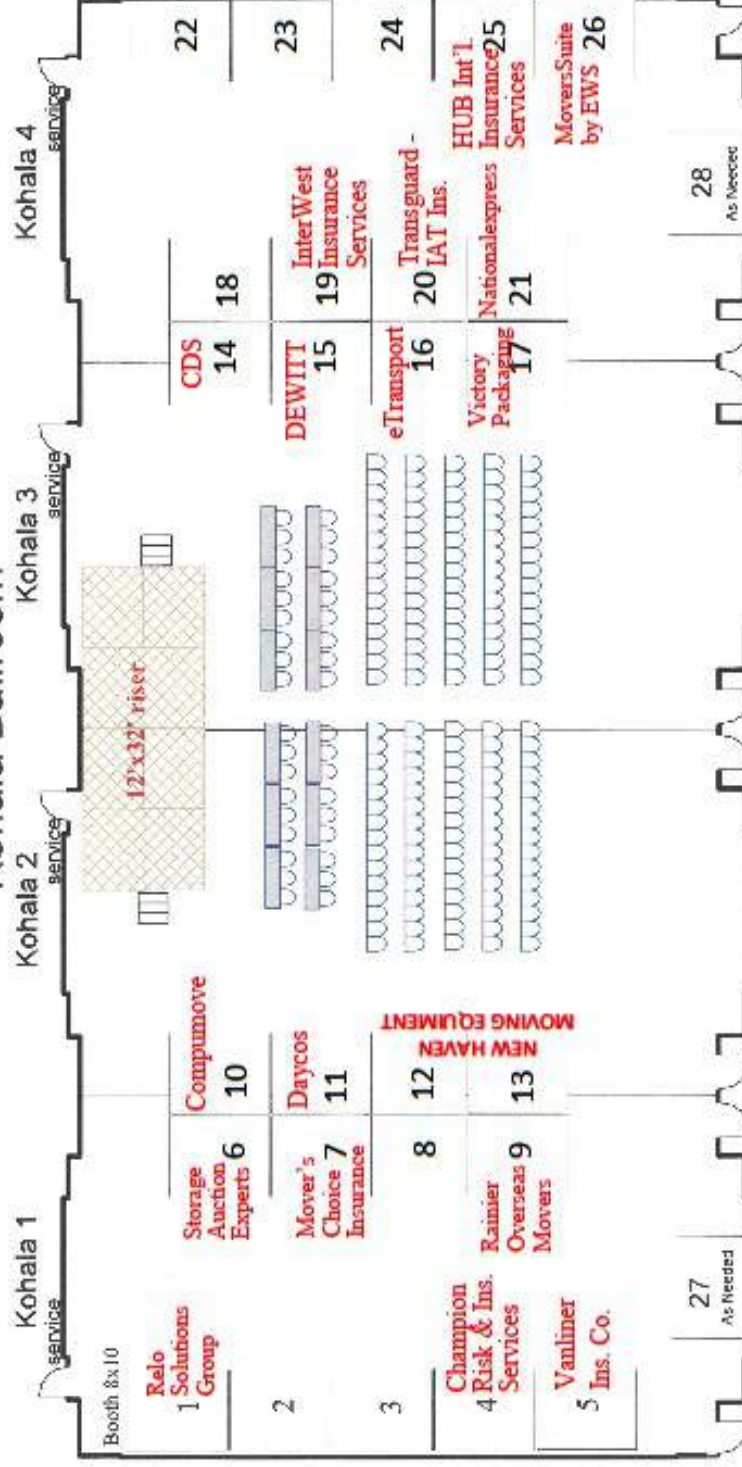 Kohala Ballroom
Kohala 1
Kohala 2
Kohala 3
Kohala 4
service
service
service
service
service
Booth 8x10
12'x32' riser
Relo
Solutions
Group
1
2
3
Champion
Risk & Ins.
Services
4
Vanliner
Ins. Co.
5
Storage
Auction
Experts
6
Mover's
Choice
Insurance
7
8
Rainier
Overseas
Movers
9
Compumove
10
Daycos
11
12
13
NEW HAVEN
MOVING EQUIMENT
CDS
14
DEWITT
15
eTransport
16
Victory
Packaging
17
18
InterWest
Insurance
Services
19
Transguard -
IAT Ins.
20
Nationalexpress
21
22
23
24
HUB Int'l.
Insurance
Services
25
MoversSuite
by EWS
26
27
As Needed
28
As Needed